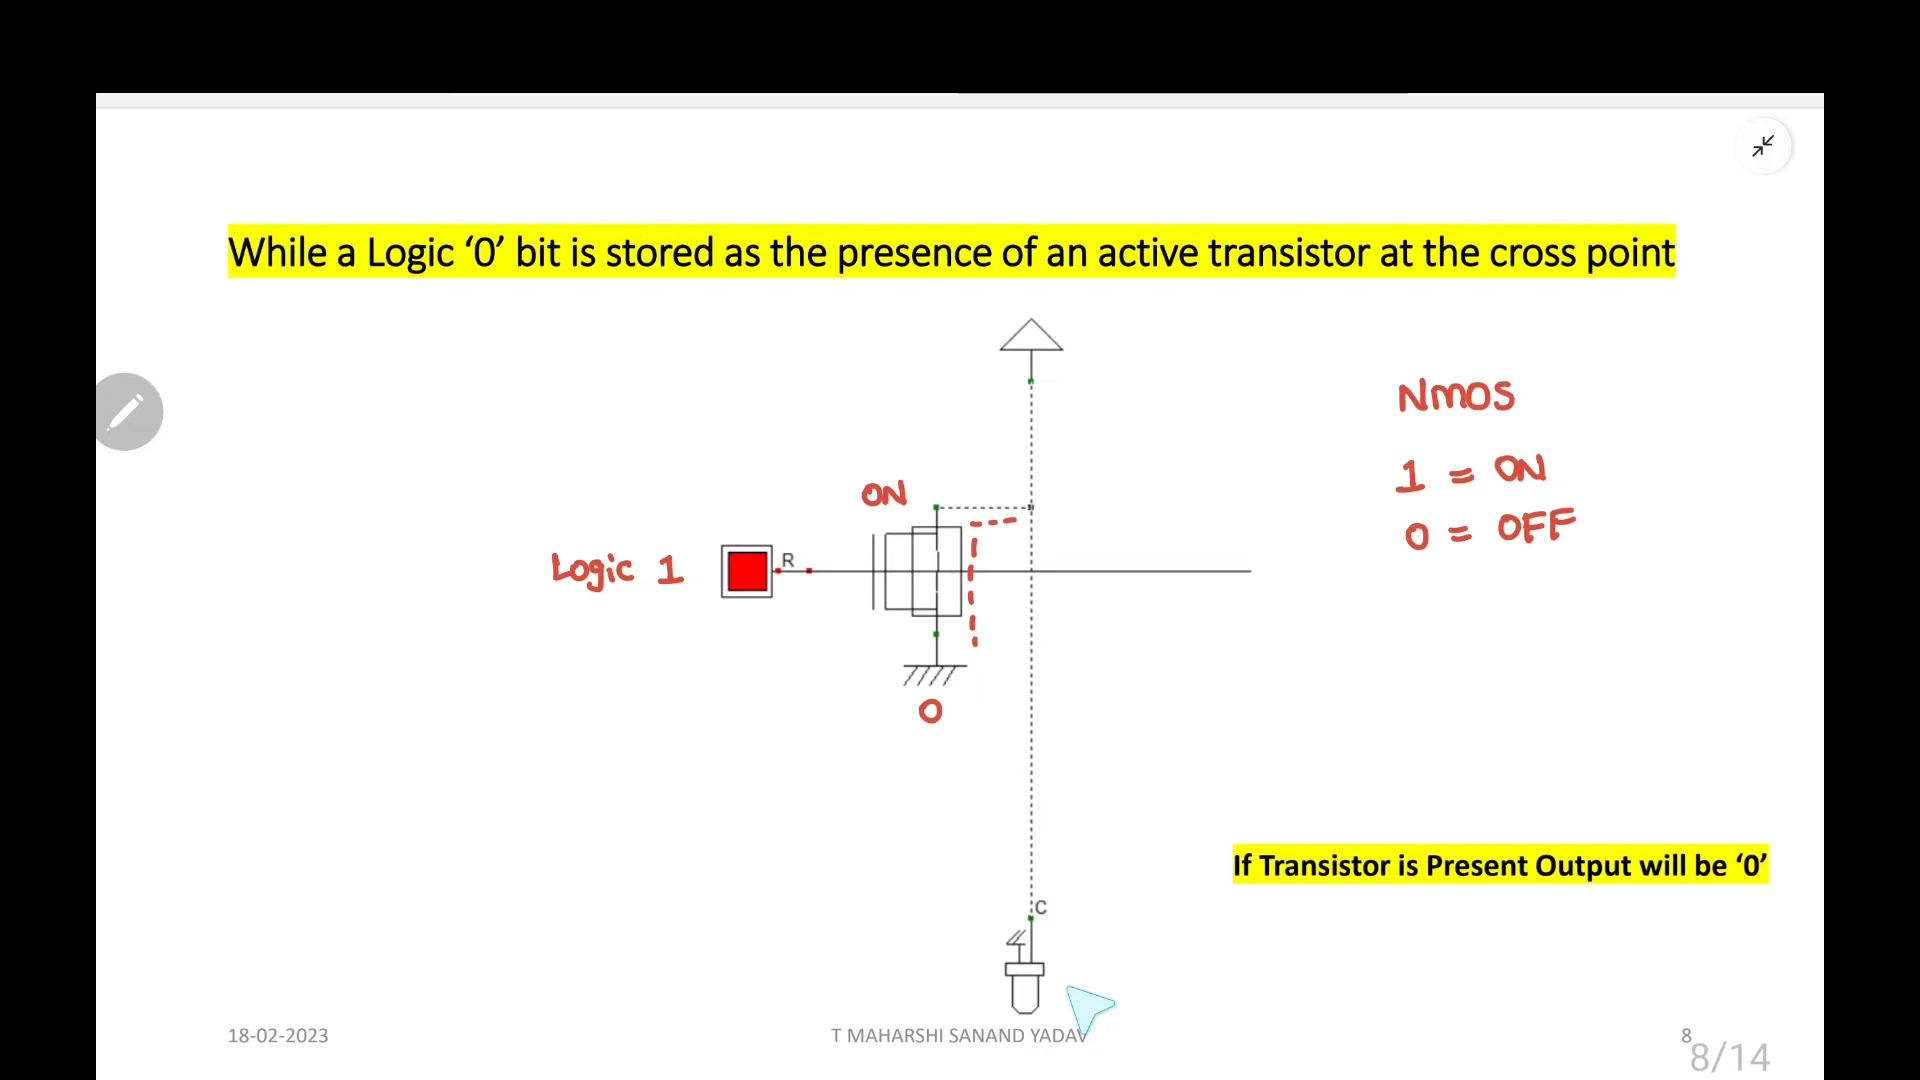 While a Logic ‘0’ bit is stored as the presence of an active transistor at the cross point
NMOS
1 = ON
0 = OFF
ON
Logic 1
R
0
If Transistor is Present Output will be ‘0’
C
18-02-2023
T MAHARSHI SANAND YADAV
8
8/14